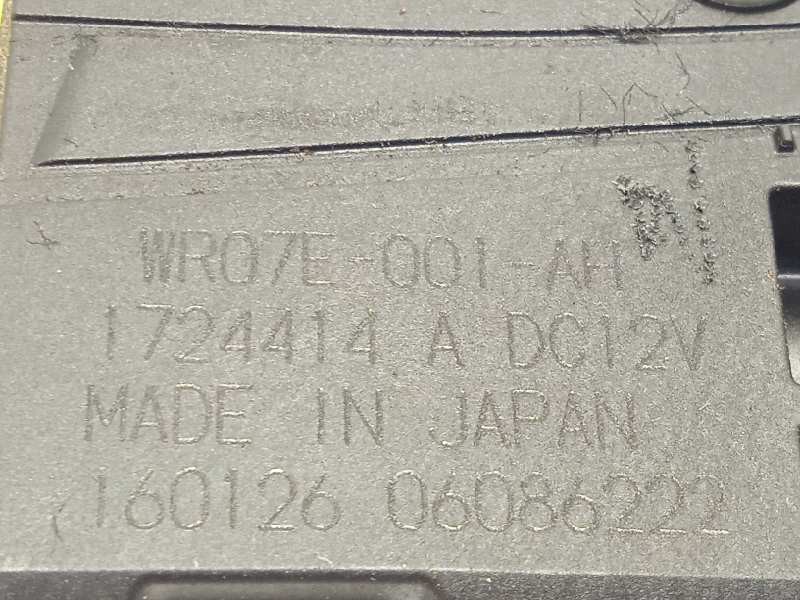 WR07E-001-AH
1724414 A DC12V
MADE IN JAPAN
160126 06086222